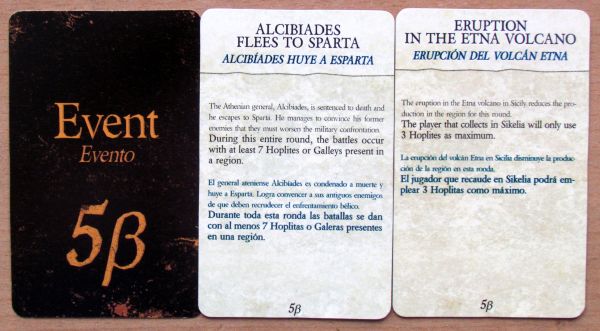 Event
Evento
5β
ALCIBIADES
FLEES TO SPARTA
ALCIBÍADES HUYE A ESPARTA
The Athenian general, Alcibiades, is sentenced to death and
he escapes to Sparta. He manages to convince his former
enemies that they must worsen the military confrontation.
During this entire round, the battles occur
with at least 7 Hoplites or Galeys present in
a region.
El general ateniense Alcibiades es condenado a muerte y
huye a Esparta. Logra convencer a sus antiguos enemigos
de que deben recrudecer el enfrentamiento bélico.
Durante toda esta ronda las batallas se dan
con al menos 7 Hoplitas o Galeras presentes
en una región.
5β
ERUPTION
IN THE ETNA VOLCANO
ERUPCIÓN DEL VOLCÁN ETNA
The eruption in the Etna volcano in Sicily reduces the pro-
duction in the region for this round.
The player that collects in Sikelia will only use
3 Hoplites as maximum.
La erupción del volcán Etna en Sicilia disminuye la produc-
ción de la región en esta ronda.
El jugador que recaude en Sikelia podrá em-
plear 3 Hoplitas como máximo.
5β